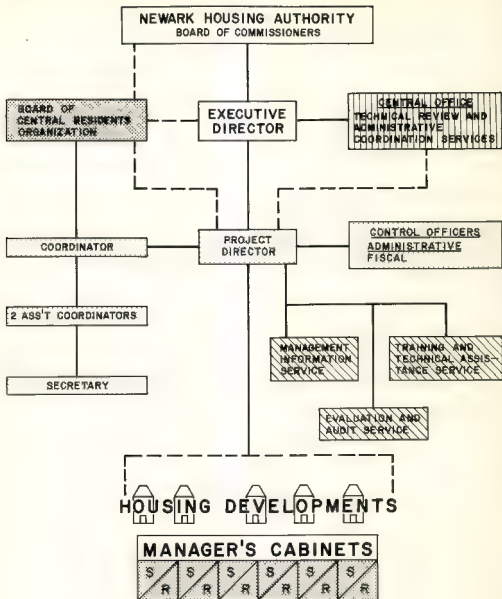 NEWARK HOUSING AUTHORITY
BOARD OF COMMISSIONERS
BOARD OF
CENTRAL RESIDENTS
ORGANIZATION
EXECUTIVE
DIRECTOR
CENTRAL OFFICE
TECHNICAL REVIEW AND
ADMINISTRATIVE
COORDINATION SERVICES
COORDINATOR
PROJECT
DIRECTOR
CONTROL OFFICERS
ADMINISTRATIVE
FISCAL
2 ASS'T COORDINATORS
SECRETARY
MANAGEMENT
INFORMATION
SERVICE
TRAINING AND
TECHNICAL ASSIS-
TANCE SERVICE
EVALUATION AND
AUDIT SERVICE
HOUSING DEVELOPMENTS
MANAGER'S CABINETS
S S S S S S
R R R R R R